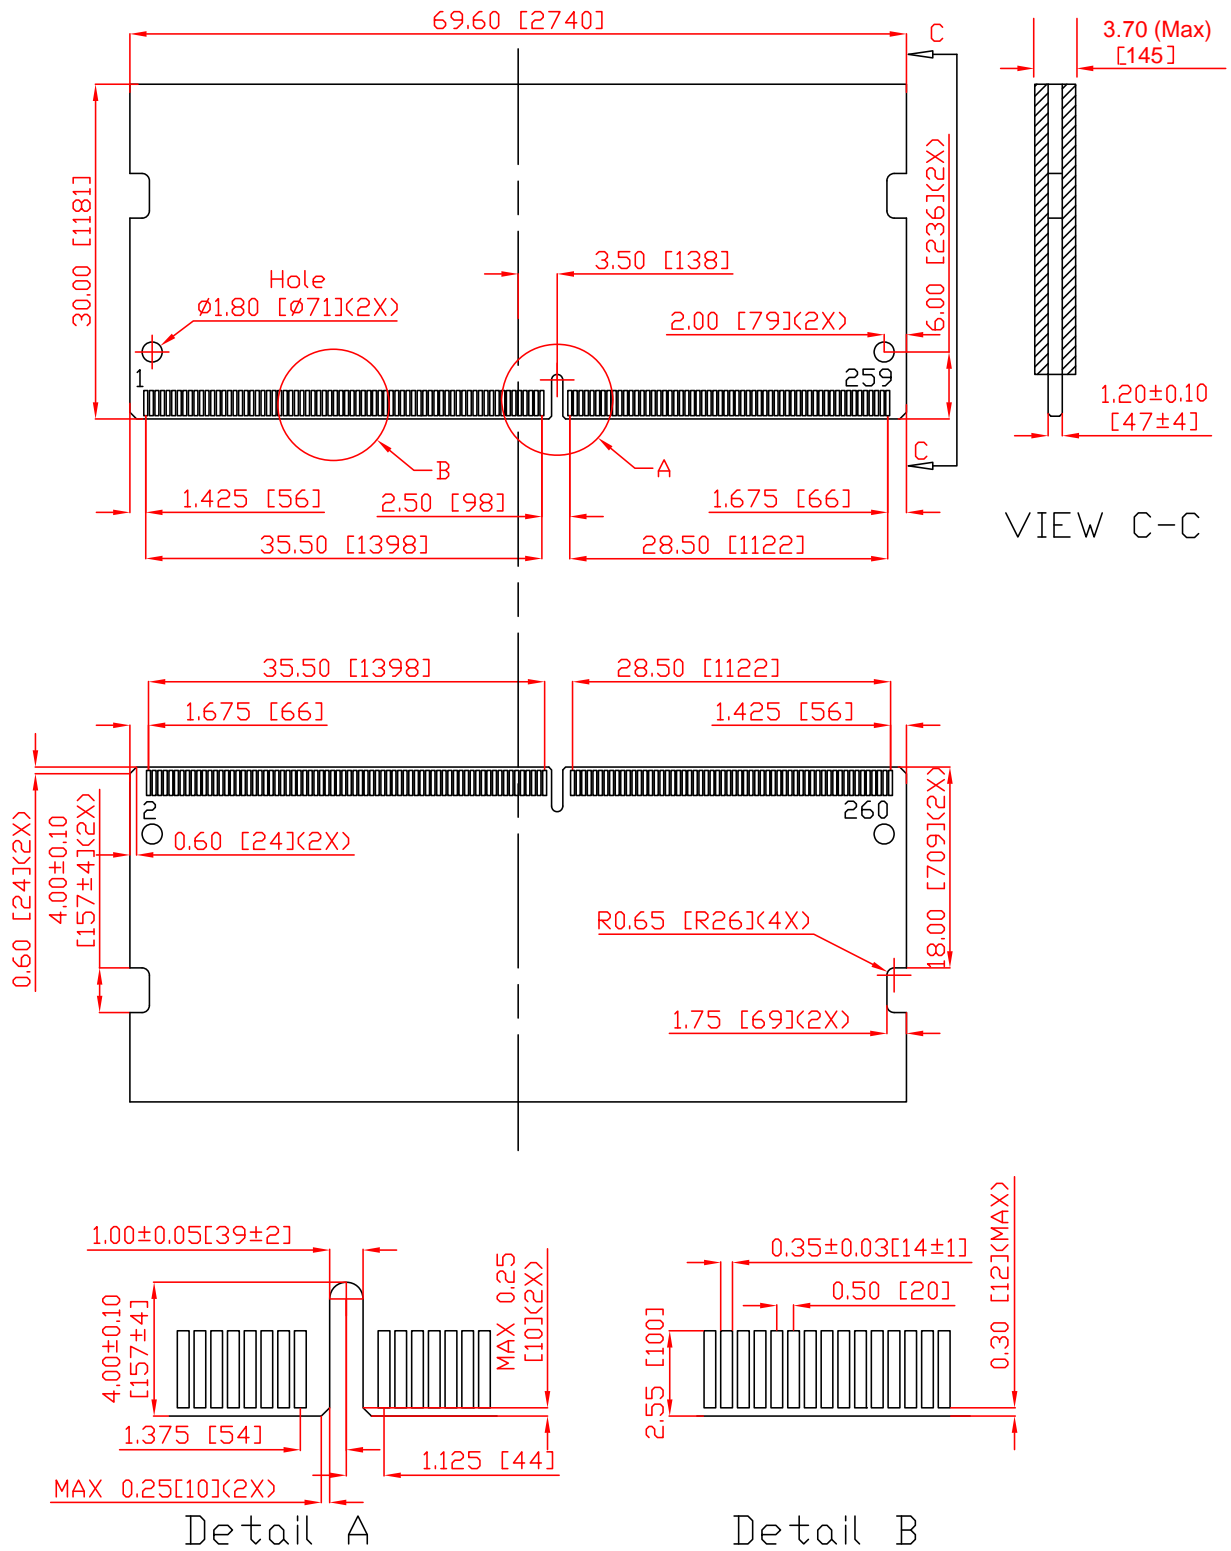 69.60 [2740]
C
3.70 (Max)
[145]
30.00 [1181]
6.00 [236](2X)
3.50 [138]
Hole
Ø1.80 [Ø71](2X)
2.00 [79](2X)
1
259
1.20±0.10
[47±4]
B
A
C
1.425 [56]
2.50 [98]
1.675 [66]
35.50 [1398]
28.50 [1122]
VIEW C-C
35.50 [1398]
28.50 [1122]
1.675 [66]
1.425 [56]
2
260
0.60 [24](2X)
4.00±0.10
[157±4](2X)
0.60 [24](2X)
18.00 [709](2X)
R0.65 [R26](4X)
1.75 [69](2X)
1.00±0.05[39±2]
4.00±0.10
[157±4]
MAX 0.25
[10](2X)
1.375 [54]
1.125 [44]
MAX 0.25[10](2X)
Detail A
0.35±0.03[14±1]
0.50 [20]
2.55 [100]
0.30 [12](MAX)
Detail B